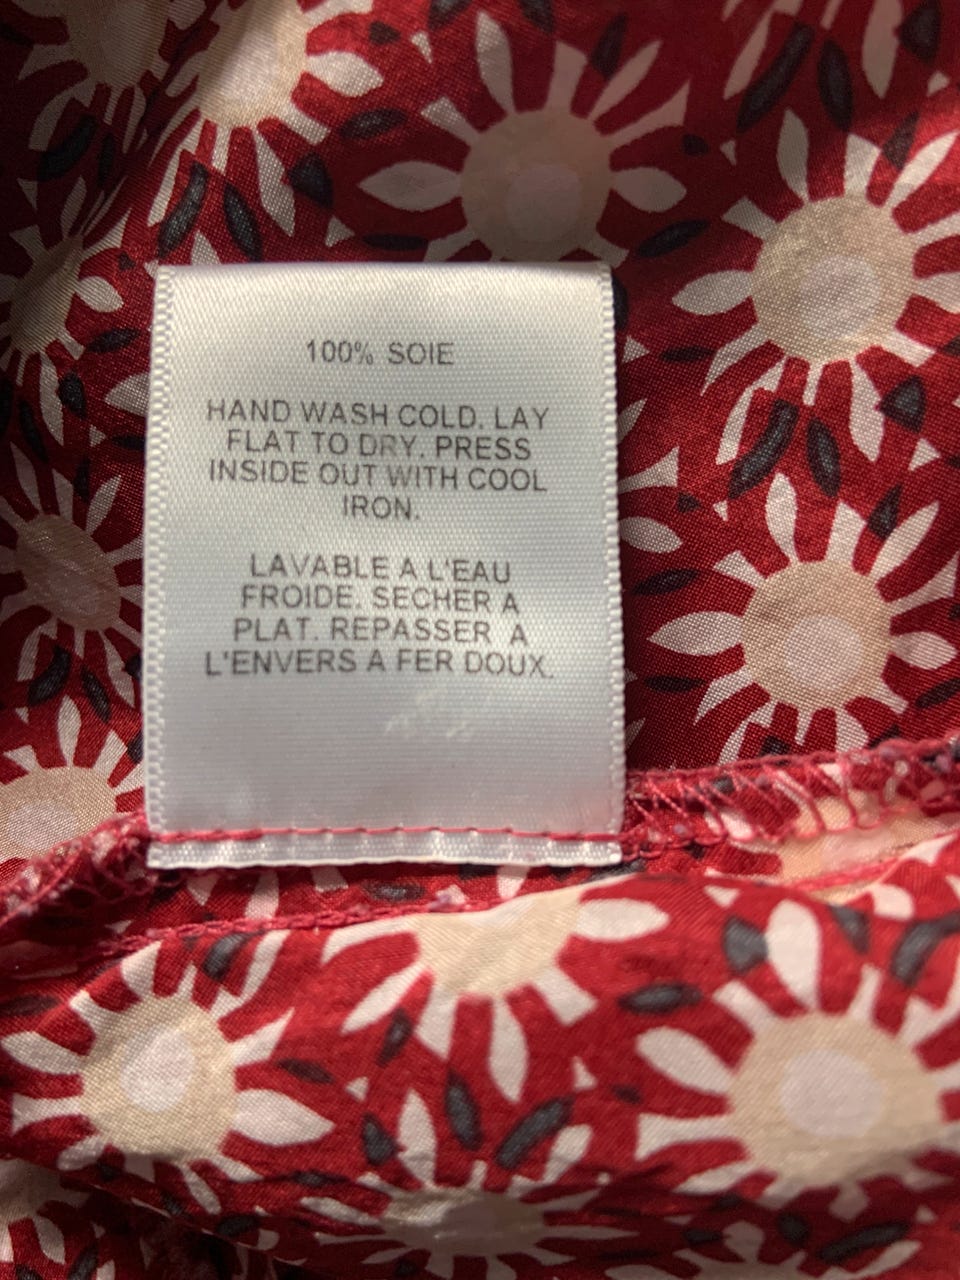 100% SOIE
HAND WASH COLD. LAY
FLAT TO DRY. PRESS
INSIDE OUT WITH COOL
IRON.
LAVABLE A L'EAU
FROIDE. SECHER A
PLAT. REPASSER A
L'ENVERS A FER DOUX.